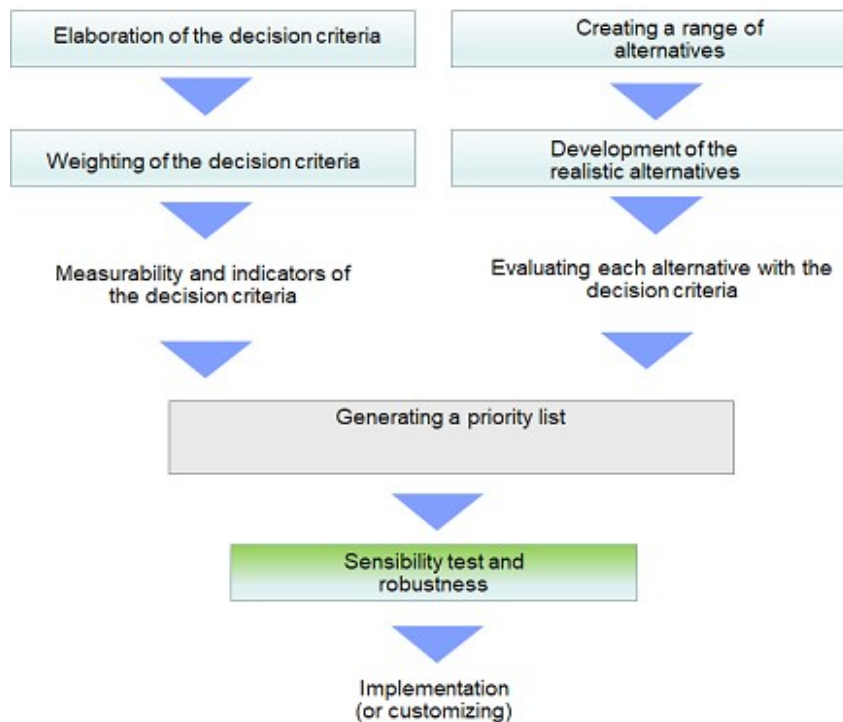 Elaboration of the decision criteria
Creating a range of
alternatives
Weighting of the decision criteria
Development of the
realistic alternatives
Measurability and indicators of
the decision criteria
Evaluating each alternative with the
decision criteria
Generating a priority list
Sensibility test and
robustness
Implementation
(or customizing)